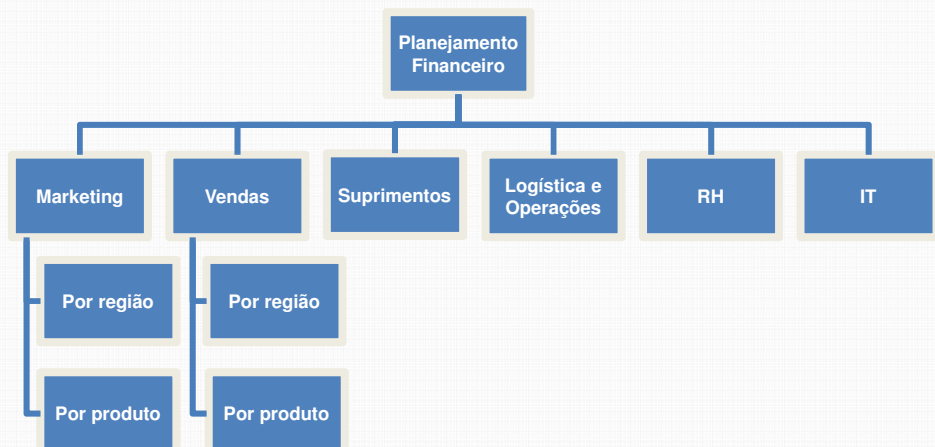 Planejamento
Financeiro
Marketing
Vendas
Suprimentos
Logística e
Operações
RH
IT
Por região
Por região
Por produto
Por produto